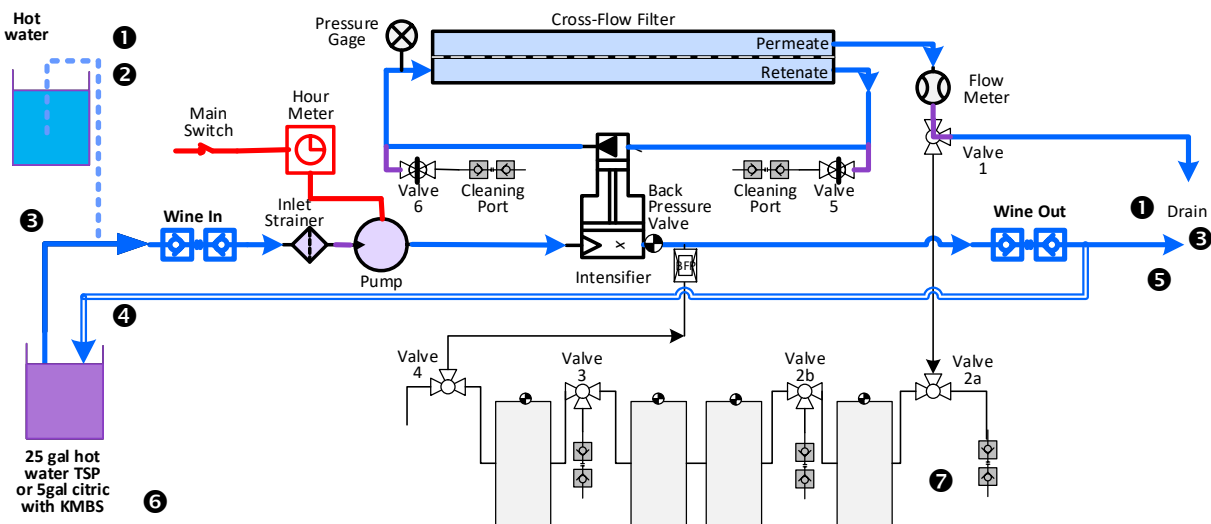 Hot
water
❶
❷
Pressure
Gage
Cross-Flow Filter
Permeate
Retenate
Flow
Meter
Main
Switch
Hour
Meter
Valve
6
Cleaning
Port
Cleaning
Port
Valve
5
Valve
1
❸
Wine In
Inlet
Strainer
Pump
Back
Pressure
Valve
x
Intensifier
BFP
Wine Out
❶
Drain
❸
❺
❹
Valve
4
Valve
3
Valve
2b
Valve
2a
25 gal hot
water TSP
or 5gal citric
with KMBS
❻
❼